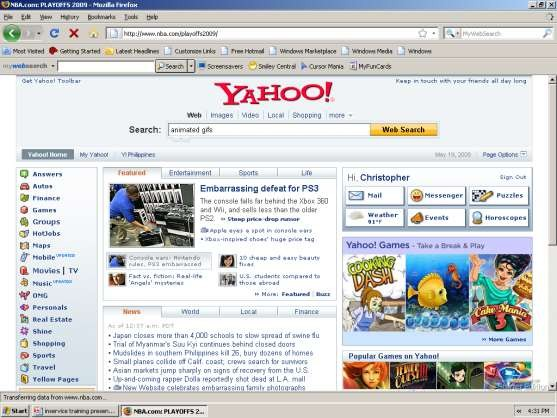 NBA.com: PLAYOFFS 2009 - Mozilla Firefox
File Edit View History Bookmarks Tools Help
http://www.nba.com/playoffs2009/
MyWebSearch
Most Visited Getting Started Latest Headlines Customize Links Free Hotmail Windows Marketplace Windows Media Windows
mywebsearch Search Screensavers Smiley Central Cursor Mania MyFunCards
Get Yahoo! Toolbar
Keep in touch with your friends all day long
YAHOO!
Web Images Video Local Shopping more
Search: animated gifs Web Search
Yahoo! Home My Yahoo! Y! Philippines May 19, 2009 Page Options
Answers
Autos
Finance
Games
Groups
HotJobs
Maps
Mobile UPDATED
Movies | TV
Music UPDATED
OMG
Personals
Real Estate
Shine
Shopping
Sports
Travel
Yellow Pages
Featured Entertainment Sports Life
Embarrassing defeat for PS3
The console falls far behind the Xbox 360
and Wii, and sells less than the older
PS2. » Steep price-drop rumor
Apple eyes a spot in console wars
• Xbox-inspired shoes' huge price tag
Console wars: Nintendo
rules, PS3 embarrassed
10 cheap and easy beauty
fixes
Fact vs. fiction: Real-life
'Angels' mysteries
U.S. students compared to
those abroad
» More: Featured | Buzz
News World Local Finance
As of 12:37 a.m. PDT
• Japan closes more than 4,000 schools to slow spread of swine flu
• Trial of Myanmar's Suu Kyi continues behind closed doors
• Mudslides in southern Philippines kill 26, bury dozens of homes
• Small planes collide off Calif. coast, crews search for survivors
• Asian markets jump sharply on signs of recovery from the U.S.
• Up-and-coming rapper Dolla reportedly shot dead at L.A. mall
• New Website celebrates embarrassing family photographs
Hi, Christopher Sign Out
Mail Messenger Puzzles
Weather
91°F
Events Horoscopes
Yahoo! Games - Take a Break & Play
COOKING DASH
Cake Mania 3
» More Games
Popular Games on Yahoo!
Transferring data from www.nba.com...
Start inservice training presen... NBA.com: PLAYOFFS 2... 4:31 PM